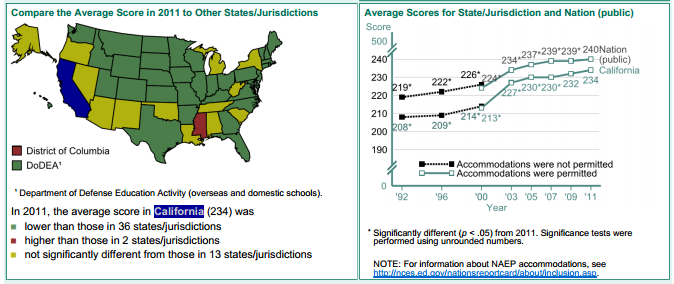 Compare the Average Score in 2011 to Other States/Jurisdictions
District of Columbia
DoDEA¹
¹ Department of Defense Education Activity (overseas and domestic schools).
In 2011, the average score in California (234) was
lower than those in 36 states/jurisdictions
higher than those in 2 states/jurisdictions
not significantly different from those in 13 states/jurisdictions
Average Scores for State/Jurisdiction and Nation (public)
Score
500
240
230
220
210
200
190
0
219* 222* 226* 224* 234* 237* 239* 239* 240 Nation
(public)
California
208* 209* 214* 213* 227* 230* 230* 232 234
Accommodations were not permitted
Accommodations were permitted
'92 '96 '00 '03 '05 '07 '09 '11
Year
* Significantly different (p < .05) from 2011. Significance tests were
performed using unrounded numbers.
NOTE: For information about NAEP accommodations, see
http://nces.ed.gov/nationsreportcard/about/inclusion.asp.